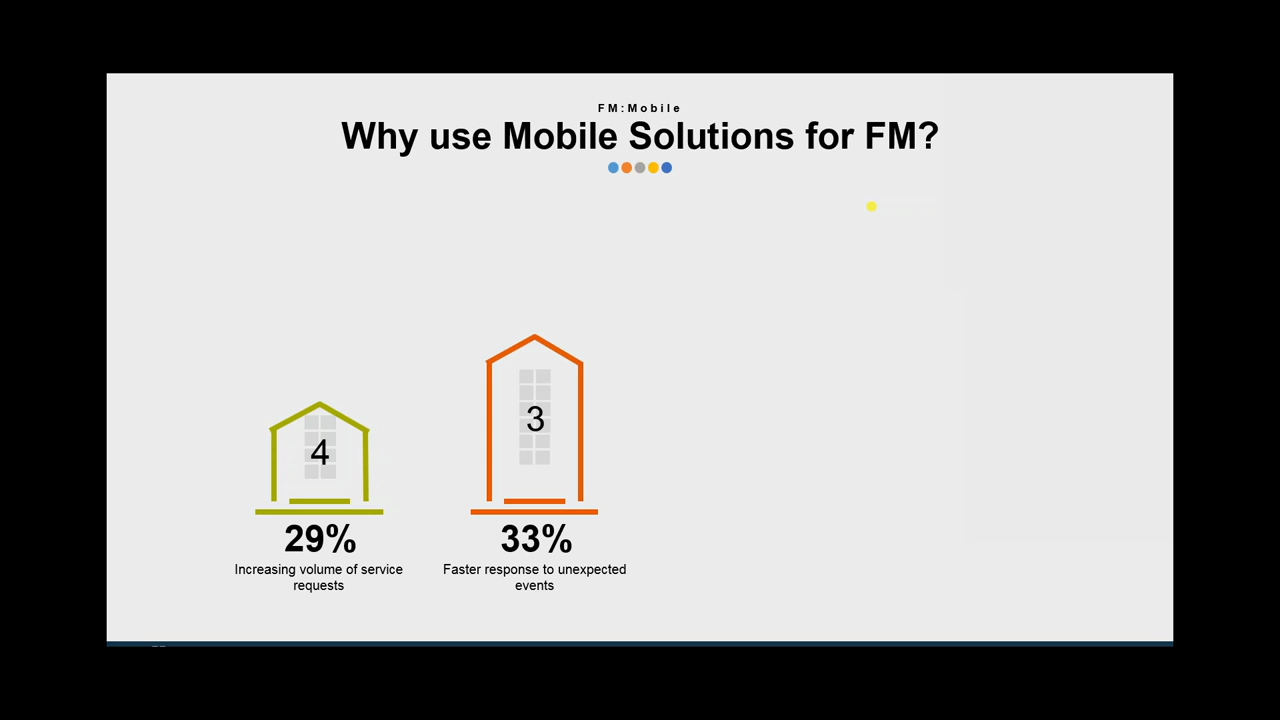 FM:Mobile
Why use Mobile Solutions for FM?
4
3
29%
33%
Increasing volume of service
requests
Faster response to unexpected
events